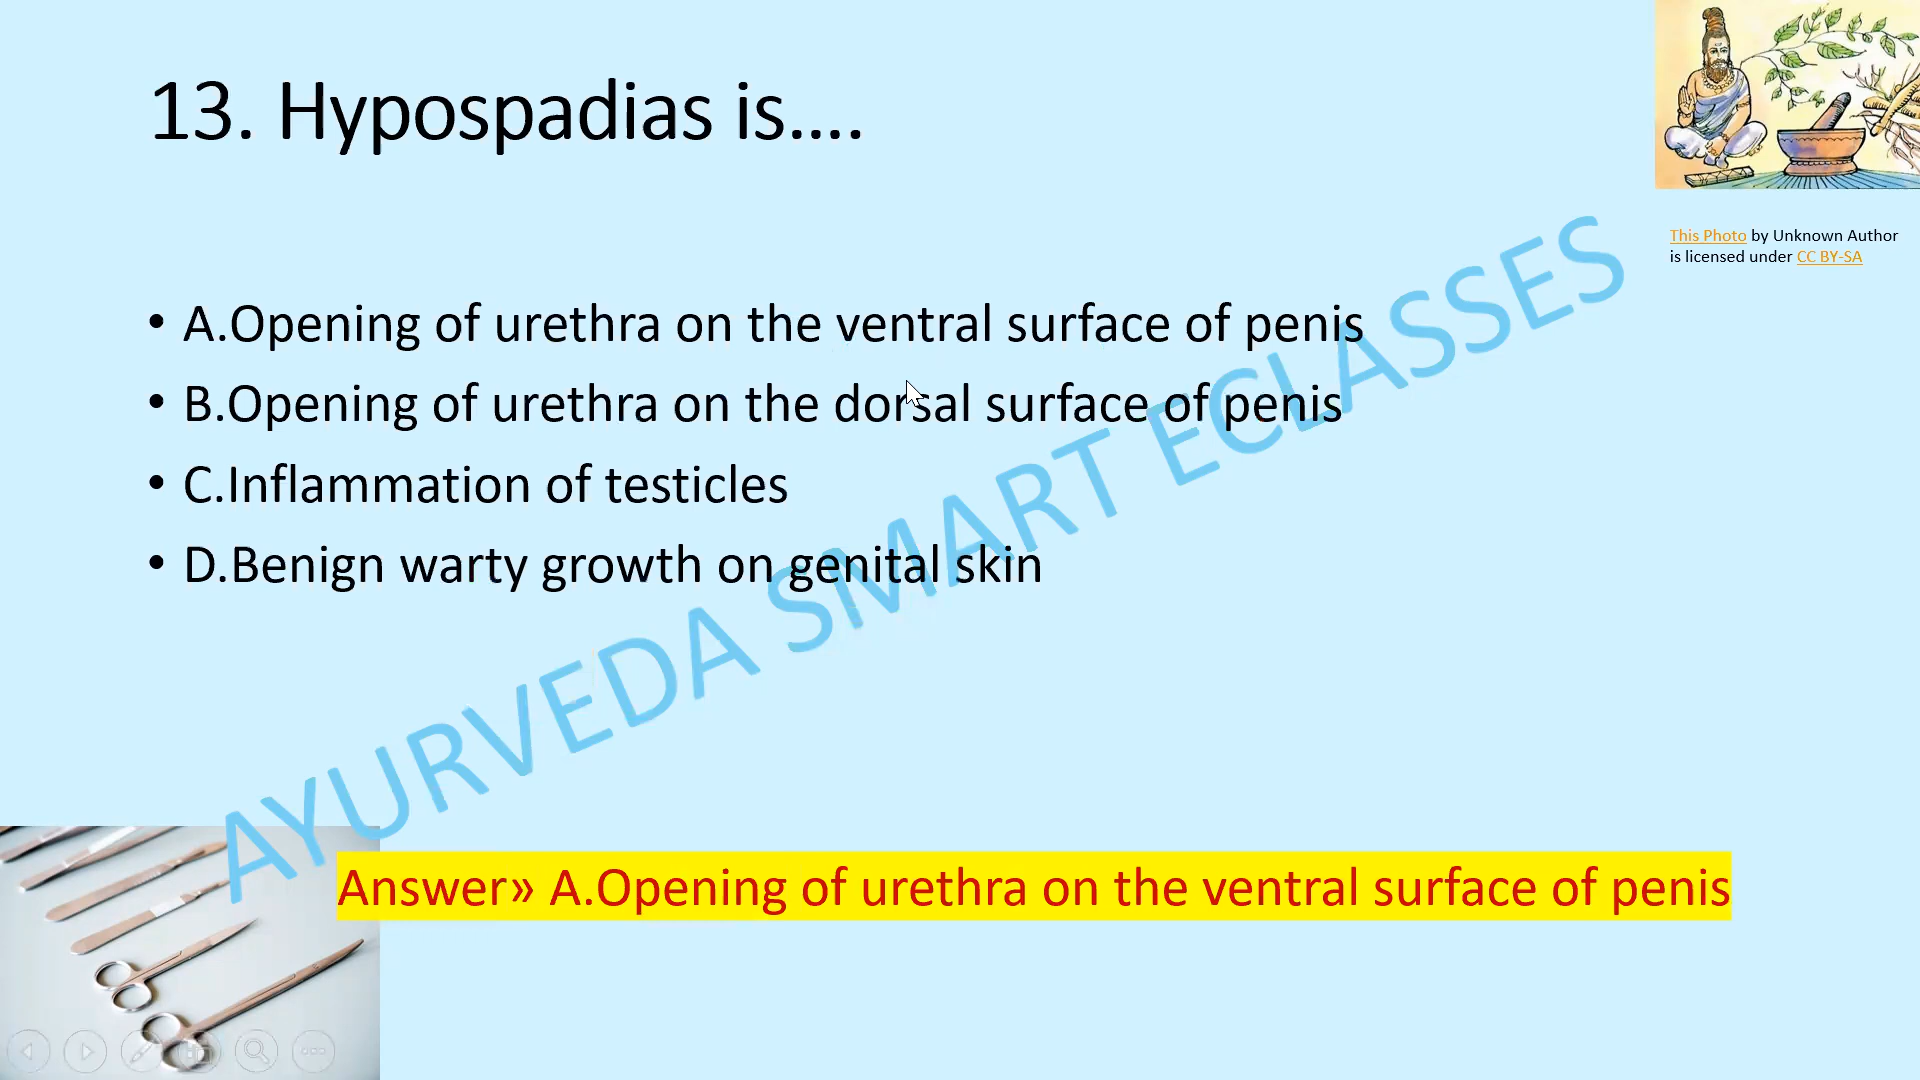 13. Hypospadias is....
This Photo by Unknown Author
is licensed under CC BY-SA
• A.Opening of urethra on the ventral surface of penis
• B.Opening of urethra on the dorsal surface of penis
• C.Inflammation of testicles
• D.Benign warty growth on genital skin
AYURVEDA SMART ECLASSES
Answer» A.Opening of urethra on the ventral surface of penis